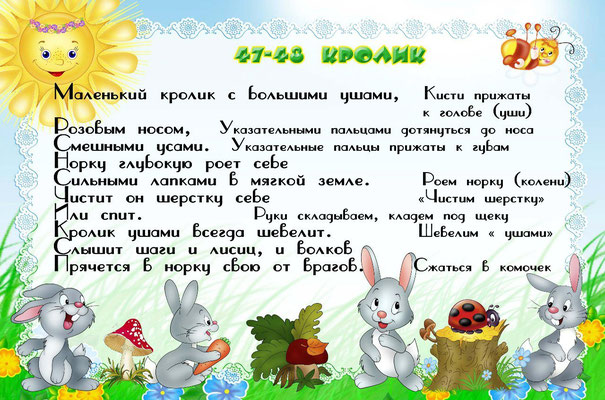 47-48 КРОЛИК
Маленький кролик с большими ушами, Кисти прижаты
к голове (уши)
Розовым носом, Указательными пальцами дотянуться до носа
Смешными усами. Указательные пальцы прижаты к губам
Норку глубокую роет себе
Сильными лапками в мягкой земле. Роем норку (колени)
Чистит он шерстку себе «Чистим шерстку»
Или спит. Руки складываем, кладем под щеку
Кролик ушами всегда шевелит. Шевелим « ушами»
Слышит шаги и лисиц, и волков
Прячется в норку свою от врагов. Сжаться в комочек